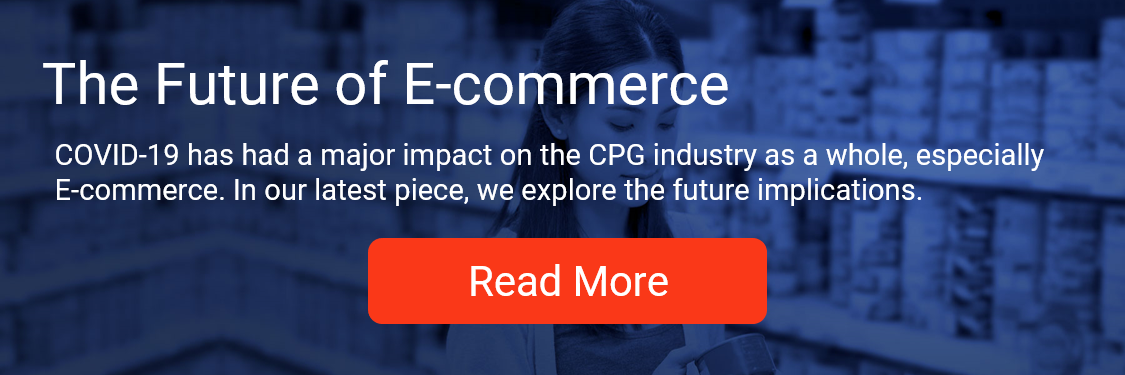 The Future of E-commerce
COVID-19 has had a major impact on the CPG industry as a whole, especially
E-commerce. In our latest piece, we explore the future implications.
Read More